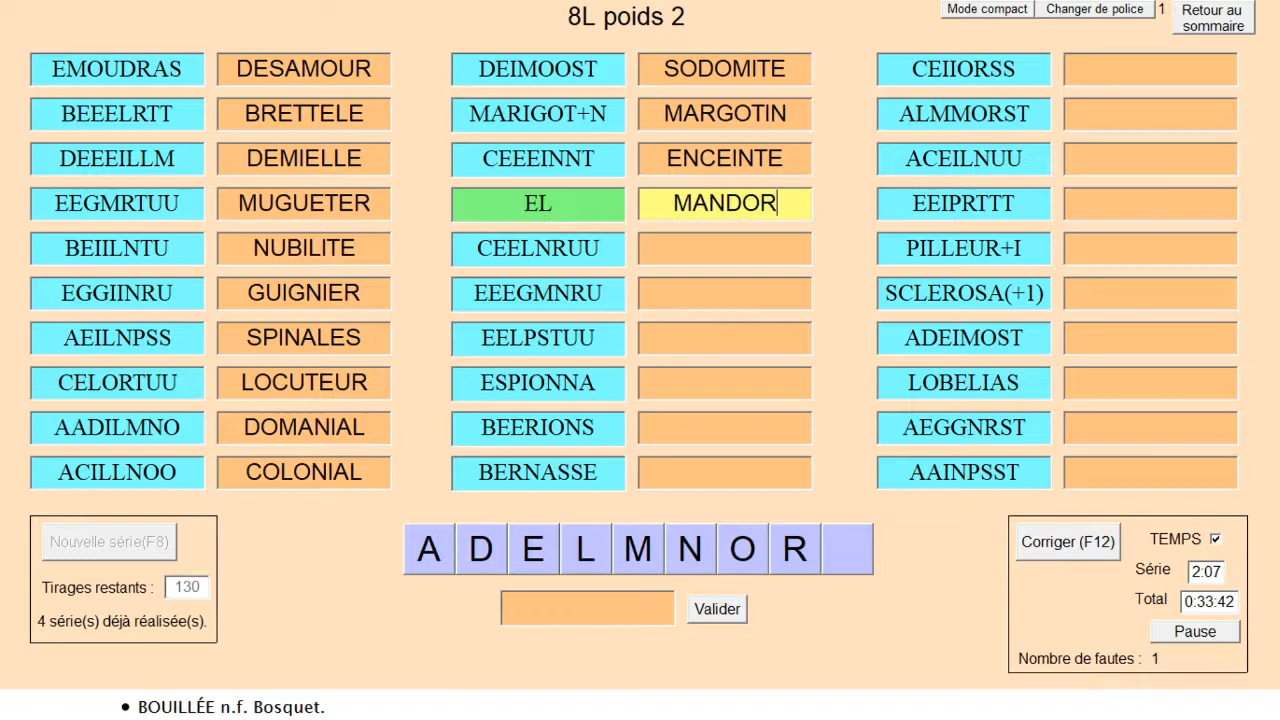 8L poids 2
Mode compact
Changer de police
1
Retour au
sommaire
EMOUDRAS DESAMOUR
BEEELRTT BRETTELE
DEEEILLM DEMIELLE
EEGMRTUU MUGUETER
BEIILNTU NUBILITE
EGGIINRU GUIGNIER
AEILNPSS SPINALES
CELORTUU LOCUTEUR
AADILMNO DOMANIAL
ACILLNOO COLONIAL
DEIMOOST SODOMITE
MARIGOT+N MARGOTIN
CEEEINNT ENCEINTE
EL MANDOR
CEELNRUU
EEEGMNRU
EELPSTUU
ESPIONNA
BEERIONS
BERNASSE
CEIIORSS
ALMMORST
ACEILNUU
EEIPRTTT
PILLEUR+I
SCLEROSA(+1)
ADEIMOST
LOBELIAS
AEGGNRST
AAINPSST
Nouvelle série(F8)
Tirages restants : 130
4 série(s) déjà réalisée(s).
A D E L M N O R
Valider
Corriger (F12)
TEMPS
Série 2:07
Total 0:33:42
Pause
Nombre de fautes : 1
• BOUILLÉE n.f. Bosquet.